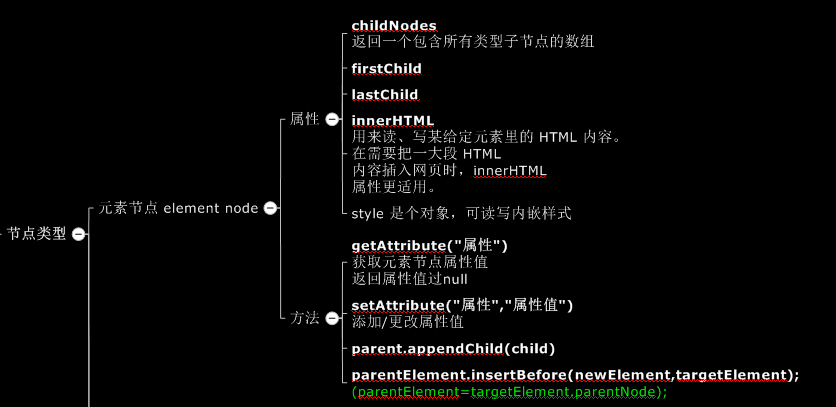 childNodes
返回一个包含所有类型子节点的数组
firstChild
lastChild
属性
innerHTML
用来读、写某给定元素里的 HTML 内容。
在需要把一大段 HTML
内容插入网页时，innerHTML
属性更适用。
元素节点 element node
style 是个对象，可读写内嵌样式
节点类型
getAttribute("属性")
获取元素节点属性值
返回属性值过null
setAttribute("属性","属性值")
方法
添加/更改属性值
parent.appendChild(child)
parentElement.insertBefore(newElement,targetElement);
(parentElement=targetElement.parentNode);